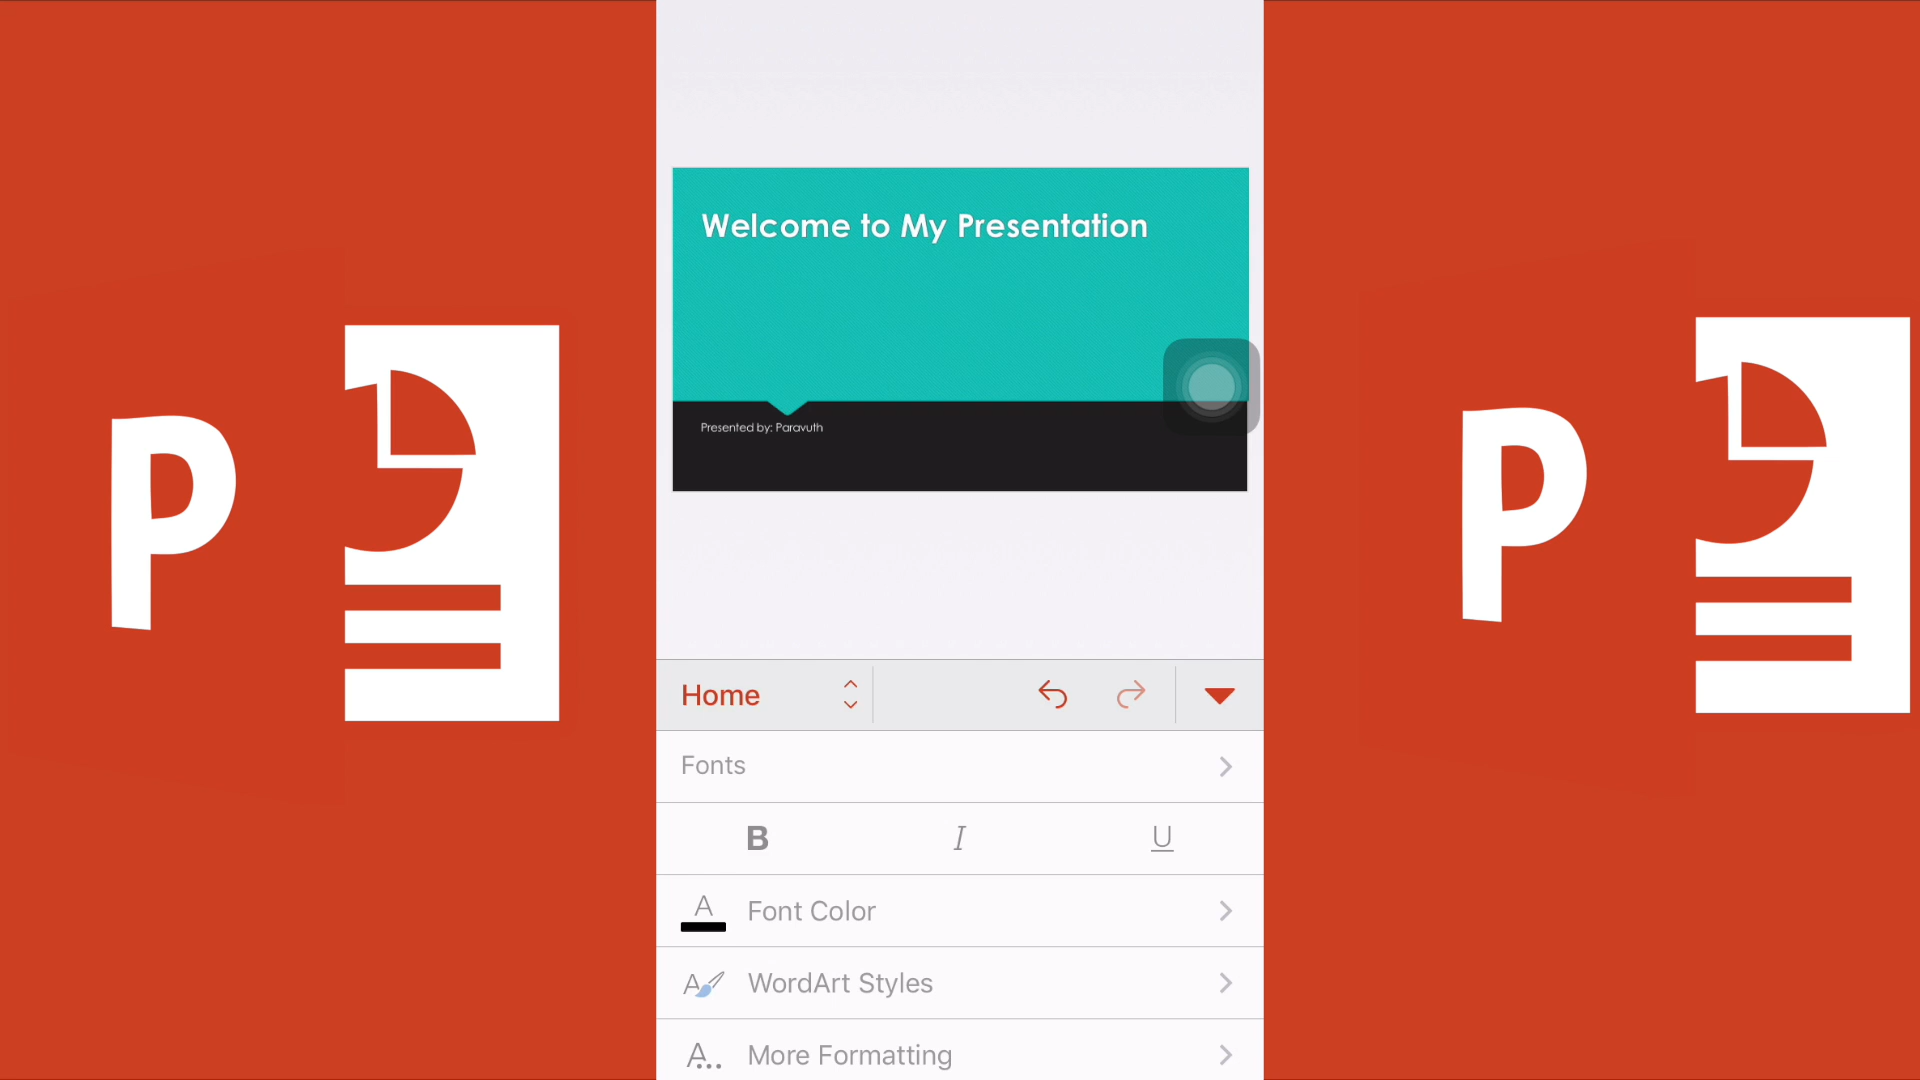 Welcome to My Presentation
Presented by: Paravuth
P
P
Home
Fonts
B I U
A Font Color
A WordArt Styles
A... More Formatting